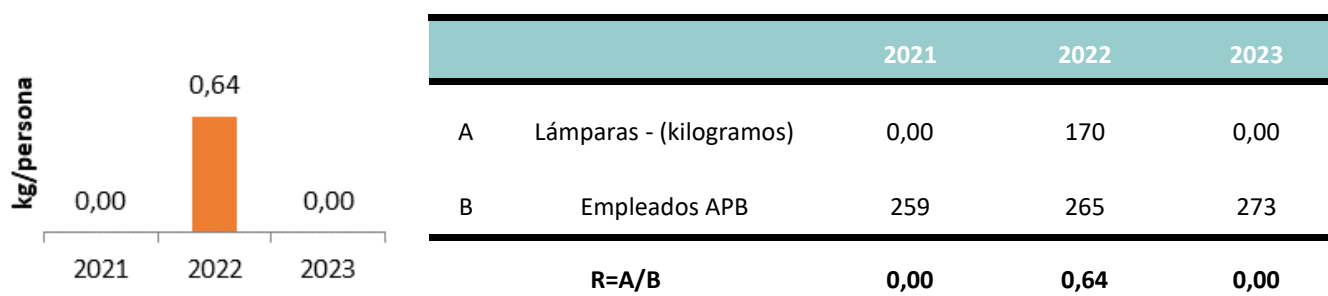 kg/persona
0,64
0,00
0,00
2021 2022 2023
2021 2022 2023
A Lámparas - (kilogramos) 0,00 170 0,00
B Empleados APB 259 265 273
R=A/B 0,00 0,64 0,00